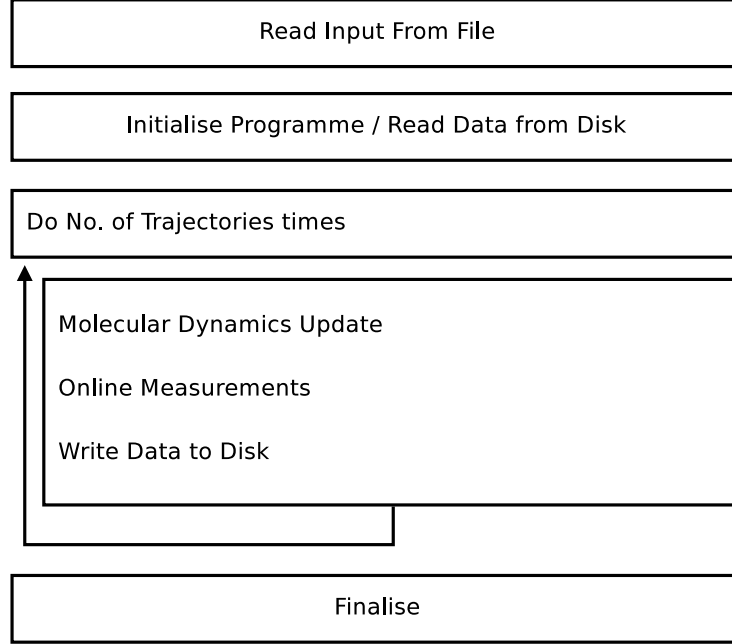 Read Input From File
Initialise Programme / Read Data from Disk
Do No. of Trajectories times
Molecular Dynamics Update
Online Measurements
Write Data to Disk
Finalise